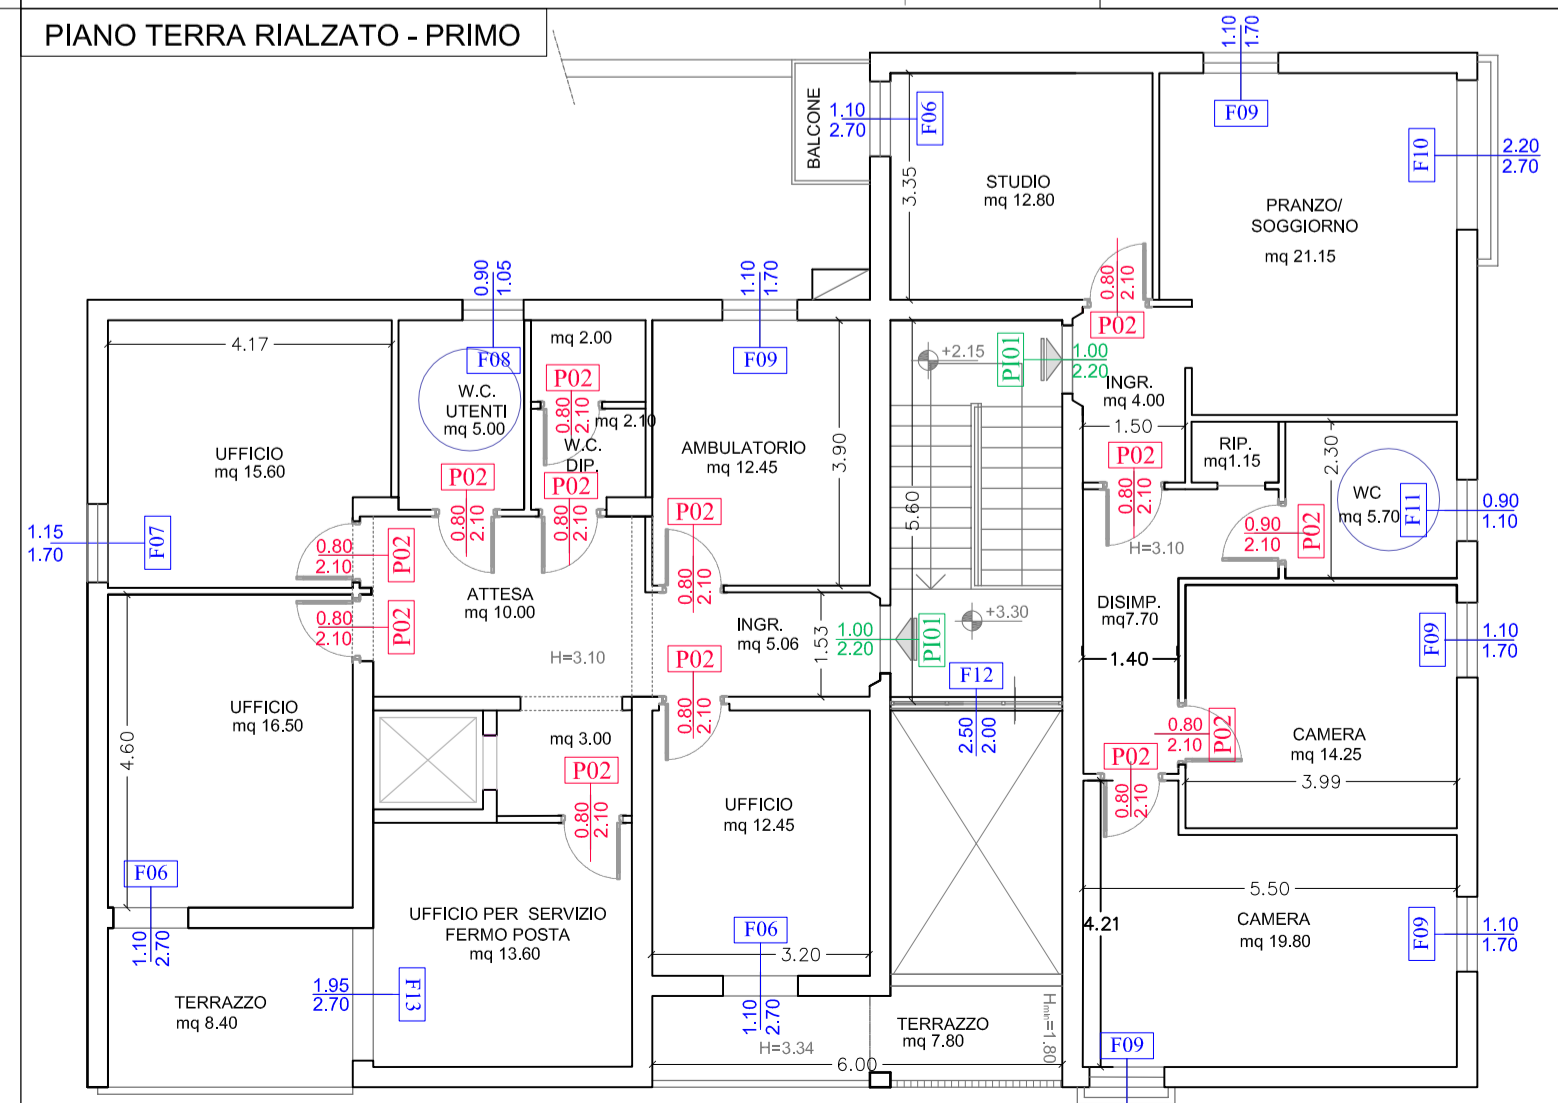 PIANO TERRA RIALZATO - PRIMO
1.10
1.70
F09
BALCONE
1.10
2.70
F06
3.35
STUDIO
mq 12.80
PRANZO/
SOGGIORNO
mq 21.15
F10
2.20
2.70
0.80
2.10
P02
0.90
1.05
F08
1.10
1.70
F09
4.17
mq 2.00
P02
0.80
2.10
mq 2.10
W.C.
UTENTI
mq 5.00
W.C.
DIP.
P02
0.80
2.10
P02
0.80
2.10
UFFICIO
mq 15.60
AMBULATORIO
mq 12.45
3.90
+2.15
PI01
1.00
2.20
INGR.
mq 4.00
1.50
P02
0.80
2.10
RIP.
mq1.15
2.30
WC
mq 5.70
F11
0.90
1.10
0.90
2.10
P02
H=3.10
5.60
1.15
1.70
F07
0.80
2.10
P02
0.80
2.10
P02
ATTESA
mq 10.00
H=3.10
P02
0.80
2.10
INGR.
mq 5.06
1.53
1.00
2.20
PI01
+3.30
F12
2.50
2.00
DISIMP.
mq7.70
1.40
F09
1.10
1.70
P02
0.80
2.10
UFFICIO
mq 16.50
4.60
mq 3.00
P02
0.80
2.10
0.80
2.10
P02
P02
0.80
2.10
CAMERA
mq 14.25
3.99
UFFICIO
mq 12.45
F06
1.10
2.70
UFFICIO PER SERVIZIO
FERMO POSTA
mq 13.60
F06
1.10
2.70
3.20
5.50
4.21
CAMERA
mq 19.80
F09
1.10
1.70
1.95
2.70
F13
TERRAZZO
mq 8.40
TERRAZZO
mq 7.80
H=3.34
6.00
Hmin=1.80
F09